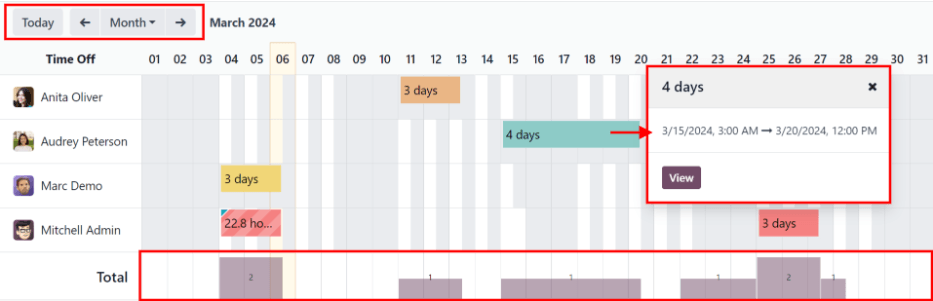 Today ← Month → March 2024
Time Off 01 02 03 04 05 06 07 08 09 10 11 12 13 14 15 16 17 18 19 20 21 22 23 24 25 26 27 28 29 30 31
Anita Oliver 3 days
Audrey Peterson 4 days
Marc Demo 3 days
Mitchell Admin 22.8 ho... 3 days
Total 2 1 1 1 2 1
4 days ×
3/15/2024, 3:00 AM → 3/20/2024, 12:00 PM
View